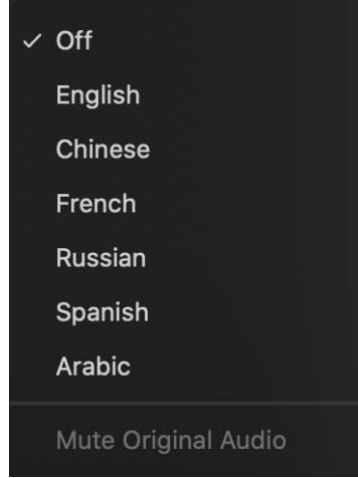 Off
English
Chinese
French
Russian
Spanish
Arabic
Mute Original Audio